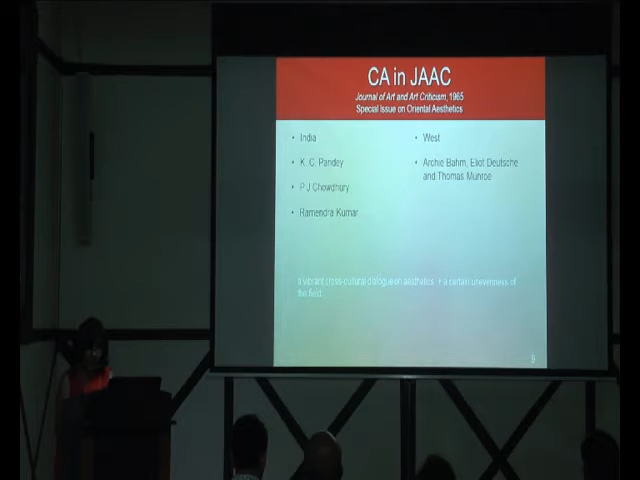 CA in JAAC
Journal of Art and Art Criticism, 1965
Special Issue on Oriental Aesthetics
• India
• K. C. Pandey
• P J Chowdhury
• Ramendra Kumar
• West
• Archie Bahm, Eliot Deutsche
and Thomas Munroe
a vibrant cross-cultural dialogue on aesthetics + a certain unevenness of
the field
9